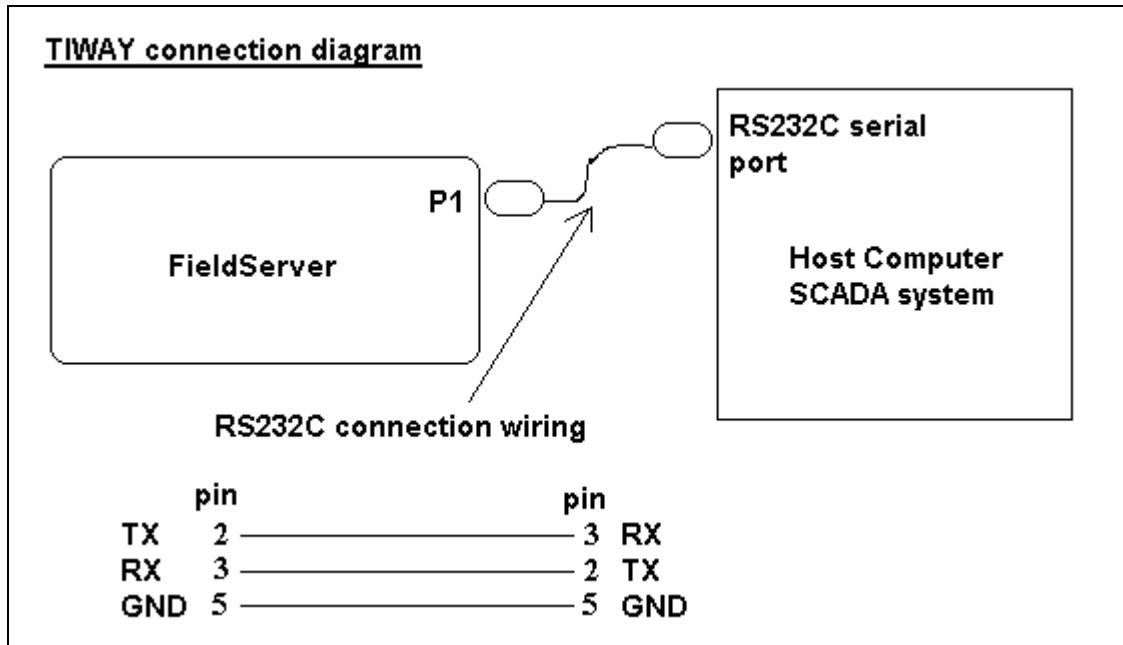 TIWAY connection diagram
RS232C serial
port
P1
FieldServer
Host Computer
SCADA system
RS232C connection wiring
pin pin
TX 2 3 RX
RX 3 2 TX
GND 5 5 GND